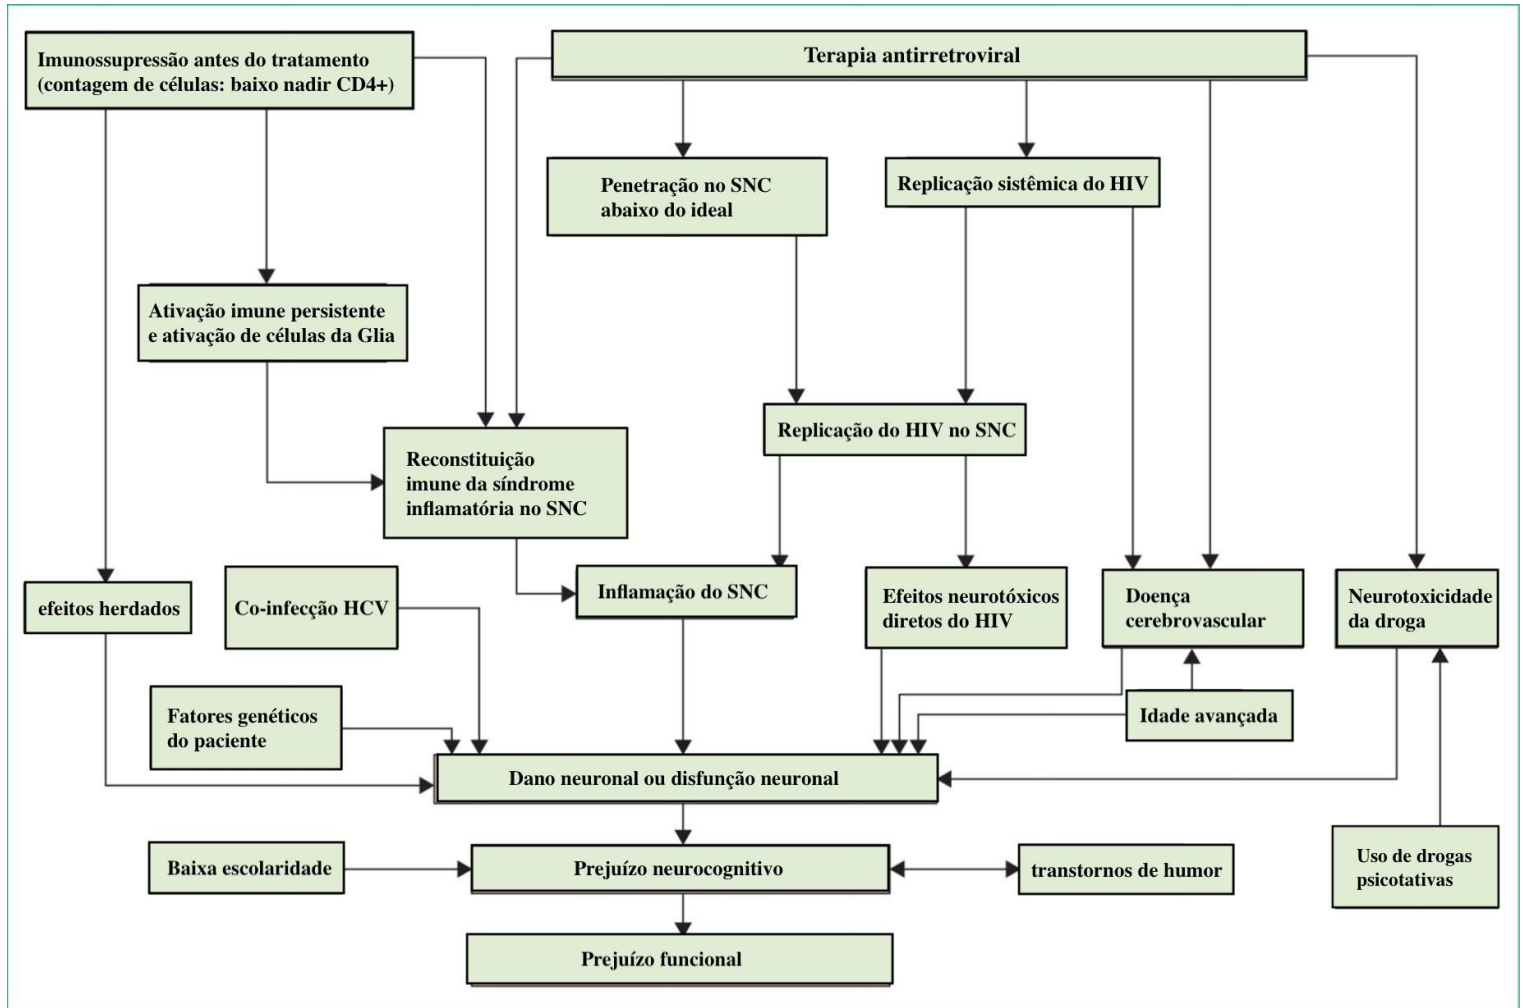 Imunossupressão antes do tratamento
(contagem de células: baixo nadir CD4+)
Terapia antirretroviral
Penetração no SNC
abaixo do ideal
Replicação sistêmica do HIV
Ativação imune persistente
e ativação de células da Glia
Replicação do HIV no SNC
Reconstituição
imune da síndrome
inflamatória no SNC
efeitos herdados
Co-infecção HCV
Inflamação do SNC
Efeitos neurotóxicos
diretos do HIV
Doença
cerebrovascular
Neurotoxicidade
da droga
Fatores genéticos
do paciente
Idade avançada
Dano neuronal ou disfunção neuronal
Baixa escolaridade
Prejuízo neurocognitivo
transtornos de humor
Uso de drogas
psicotativas
Prejuízo funcional